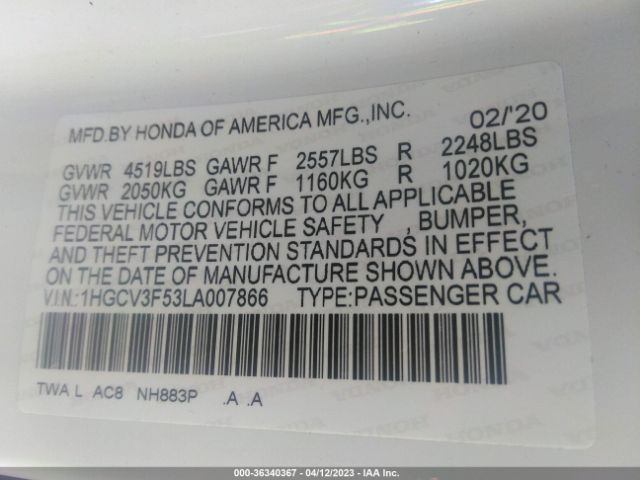 MFD.BY HONDA OF AMERICA MFG.,INC. 02/'20
GVWR 4519LBS GAWR F 2557LBS R 2248LBS
GVWR 2050KG GAWR F 1160KG R 1020KG
THIS VEHICLE CONFORMS TO ALL APPLICABLE
FEDERAL MOTOR VEHICLE SAFETY , BUMPER,
AND THEFT PREVENTION STANDARDS IN EFFECT
ON THE DATE OF MANUFACTURE SHOWN ABOVE.
V.I.N.:1HGCV3F53LA007866 TYPE:PASSENGER CAR
TWA L AC8 NH883P .A .A
000-36340367 - 04/12/2023 - IAA Inc.